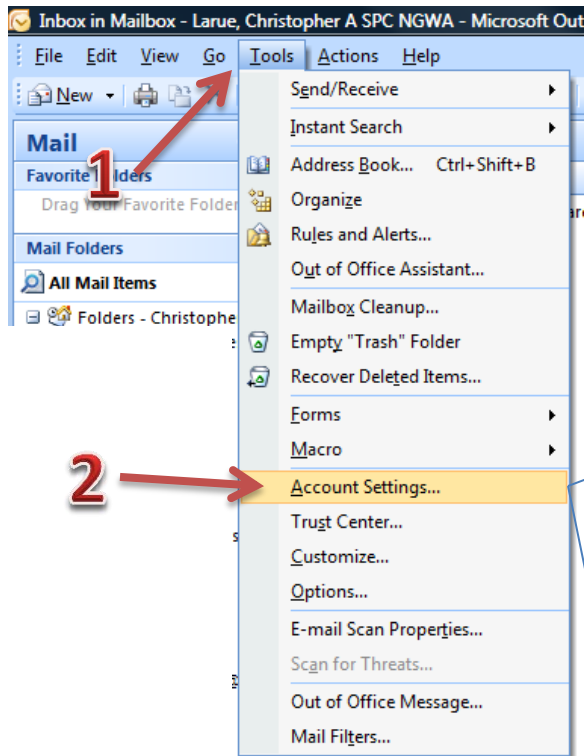 Inbox in Mailbox - Larue, Christopher A SPC NGWA - Microsoft Out
File Edit View Go Tools Actions Help
New
Send/Receive
Instant Search
Mail
1
Address Book... Ctrl+Shift+B
Favorite
Organize
Drag Your Favorite Folder
Rules and Alerts...
Mail Folders
Out of Office Assistant...
All Mail Items
Mailbox Cleanup...
Folders - Christophe
Empty "Trash" Folder
Recover Deleted Items...
Forms
Macro
2
Account Settings...
Trust Center...
Customize...
Options...
E-mail Scan Properties...
Scan for Threats...
Out of Office Message...
Mail Filters...